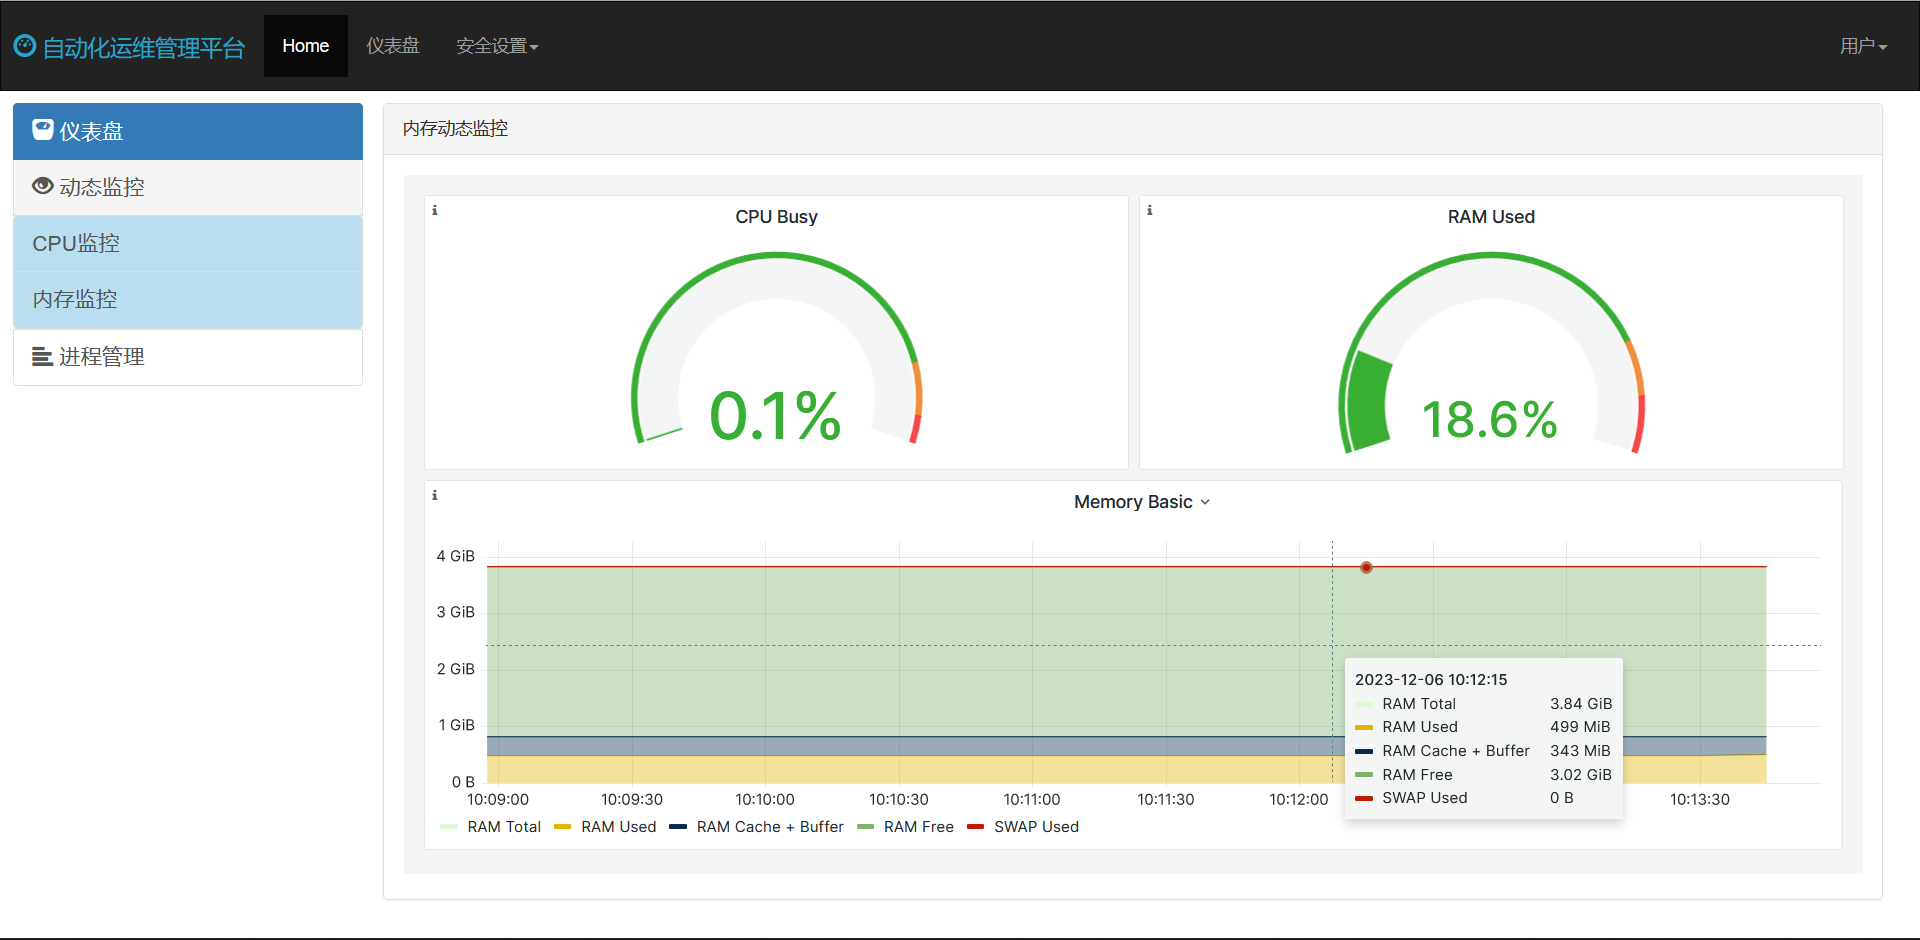 自动化运维管理平台 Home 仪表盘 安全设置 用户
仪表盘
动态监控
CPU监控
内存监控
进程管理
内存动态监控
CPU Busy
0.1%
RAM Used
18.6%
Memory Basic
4 GiB
3 GiB
2 GiB
1 GiB
0 B
10:09:00 10:09:30 10:10:00 10:10:30 10:11:00 10:11:30 10:12:00 10:13:30
2023-12-06 10:12:15
RAM Total 3.84 GiB
RAM Used 499 MiB
RAM Cache + Buffer 343 MiB
RAM Free 3.02 GiB
SWAP Used 0 B
RAM Total RAM Used RAM Cache + Buffer RAM Free SWAP Used